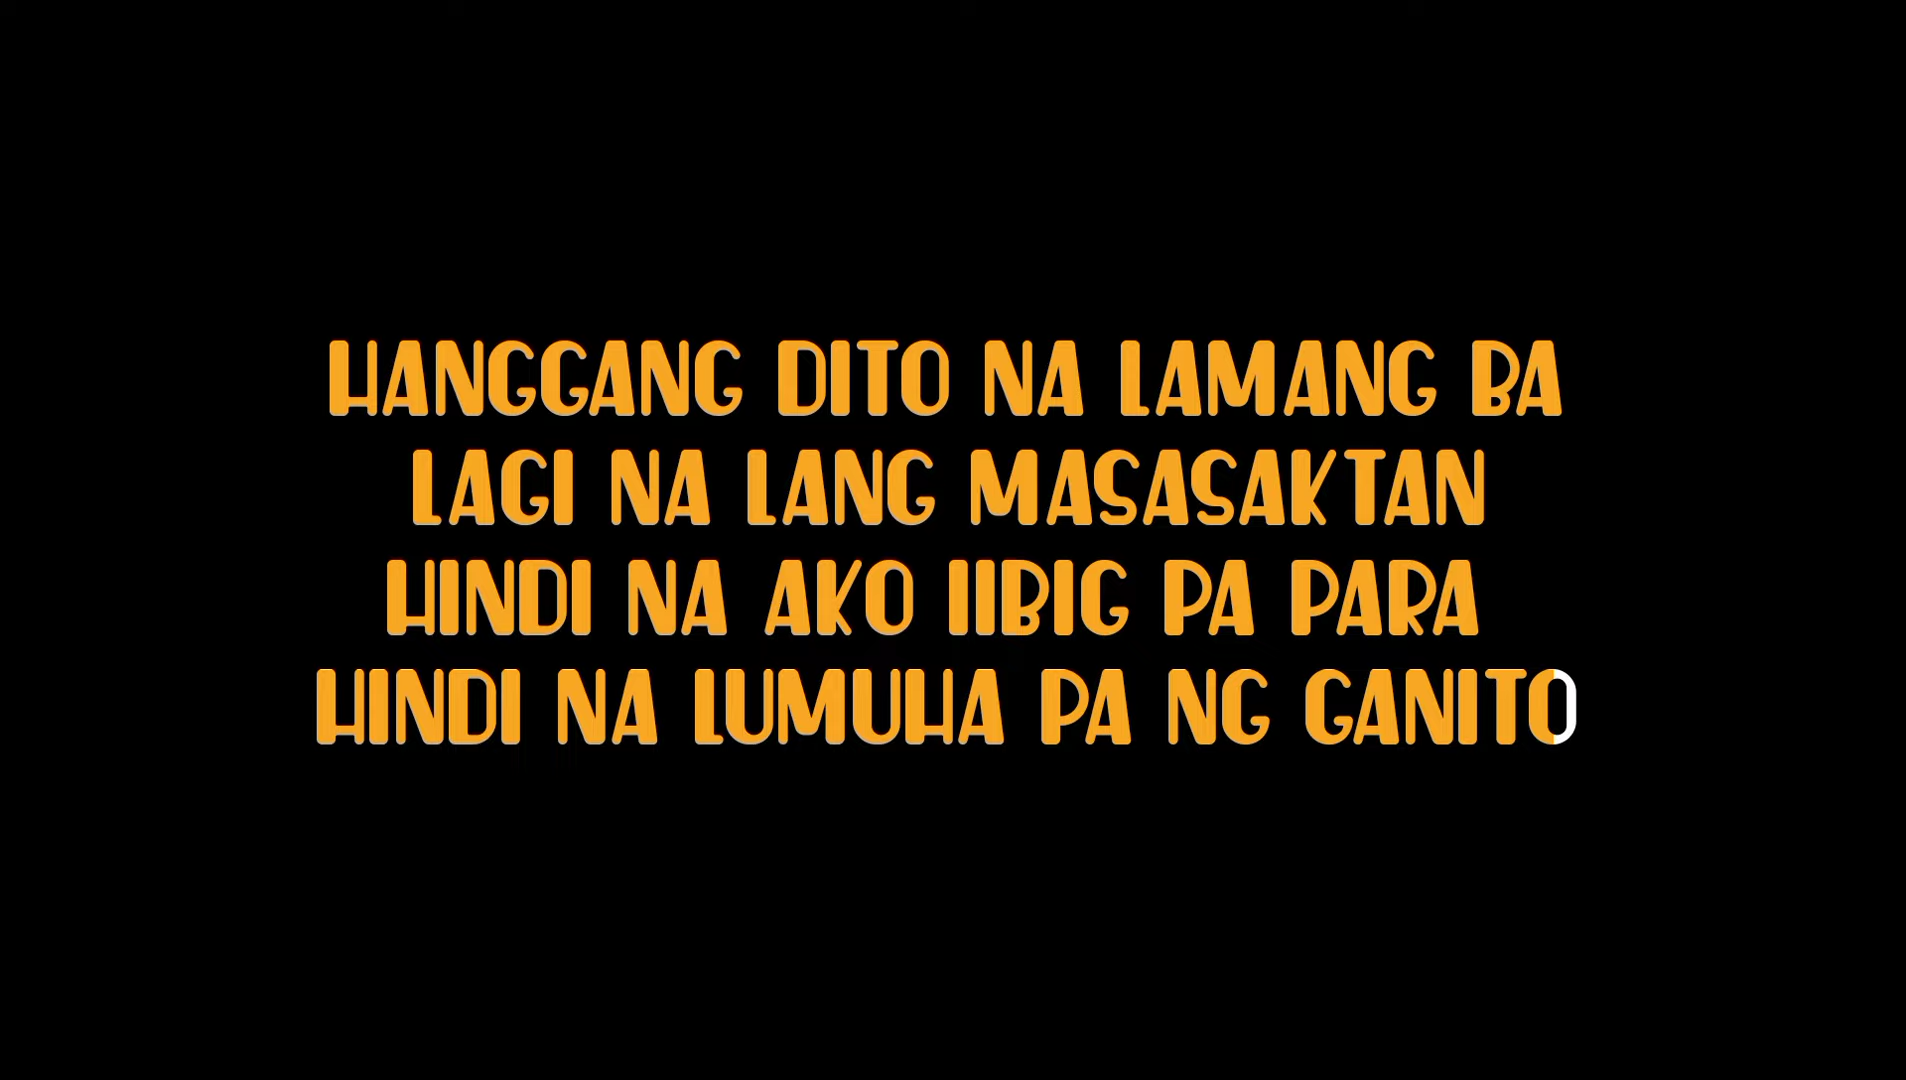 HANGGANG DITO NA LAMANG BA
LAGI NA LANG MASASAKTAN
HINDI NA AKO IIBIG PA PARA
HINDI NA LUMUHA PA NG GANITO